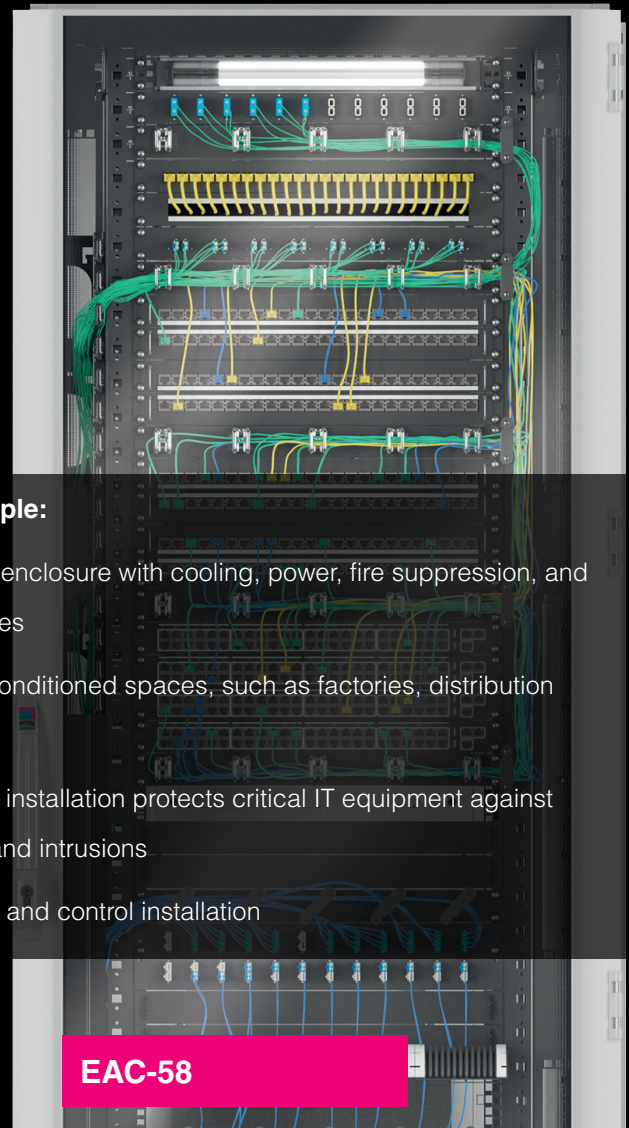 ple:
enclosure with cooling, power, fire suppression, and
es
onditioned spaces, such as factories, distribution
installation protects critical IT equipment against
and intrusions
and control installation
EAC-58